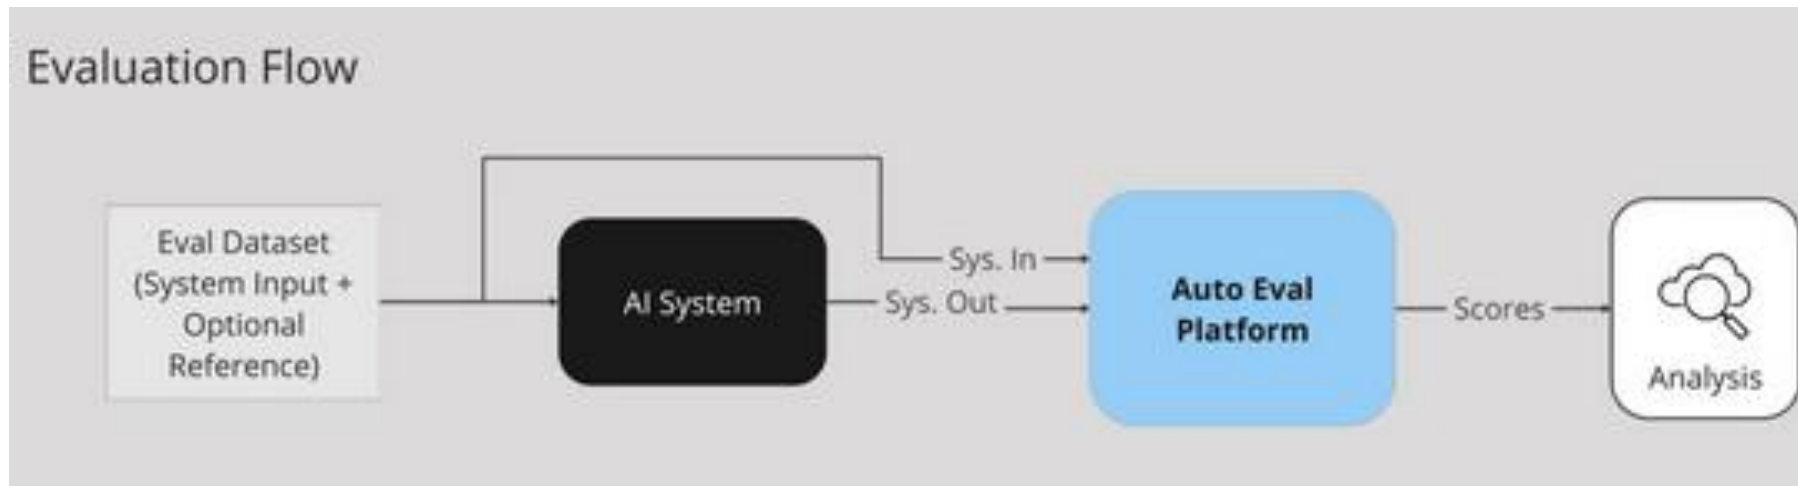 Evaluation Flow
Eval Dataset
(System Input +
Optional
Reference)
AI System
Sys. In
Sys. Out
Auto Eval
Platform
Scores
Analysis